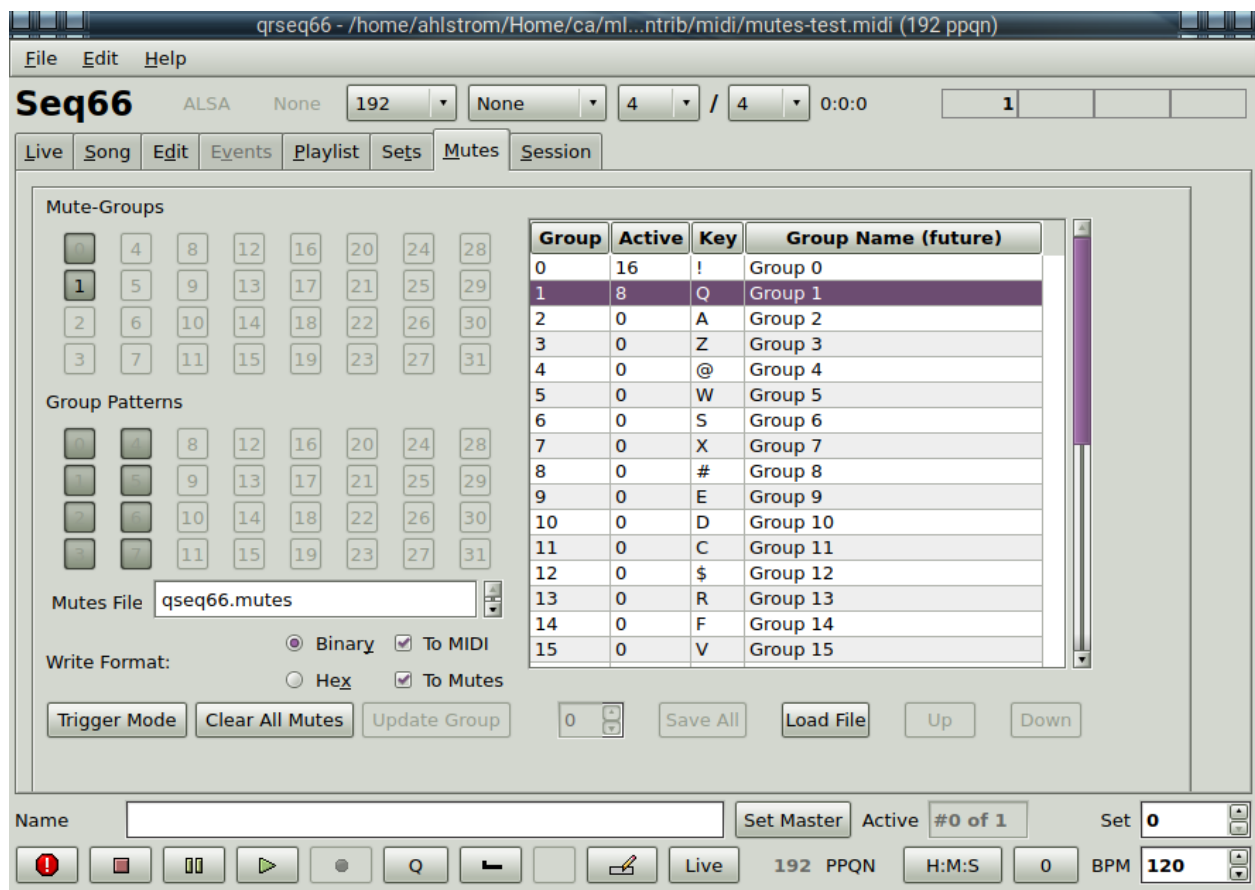 qrseq66 - /home/ahlstrom/Home/ca/ml...ntrib/midi/mutes-test.midi (192 ppqn)
File Edit Help
Seq66 ALSA None 192 None 4 / 4 0:0:0 1
Live Song Edit Events Playlist Sets Mutes Session
Mute-Groups
0 4 8 12 16 20 24 28
1 5 9 13 17 21 25 29
2 6 10 14 18 22 26 30
3 7 11 15 19 23 27 31
Group Patterns
0 4 8 12 16 20 24 28
1 5 9 13 17 21 25 29
2 6 10 14 18 22 26 30
3 7 11 15 19 23 27 31
Mutes File qseq66.mutes
Write Format:
Binary To MIDI
Hex To Mutes
Group Active Key Group Name (future)
0 16 ! Group 0
1 8 Q Group 1
2 0 A Group 2
3 0 Z Group 3
4 0 @ Group 4
5 0 W Group 5
6 0 S Group 6
7 0 X Group 7
8 0 # Group 8
9 0 E Group 9
10 0 D Group 10
11 0 C Group 11
12 0 $ Group 12
13 0 R Group 13
14 0 F Group 14
15 0 V Group 15
Trigger Mode Clear All Mutes Update Group 0 Save All Load File Up Down
Name Set Master Active #0 of 1 Set 0
Q Live 192 PPQN H:M:S 0 BPM 120